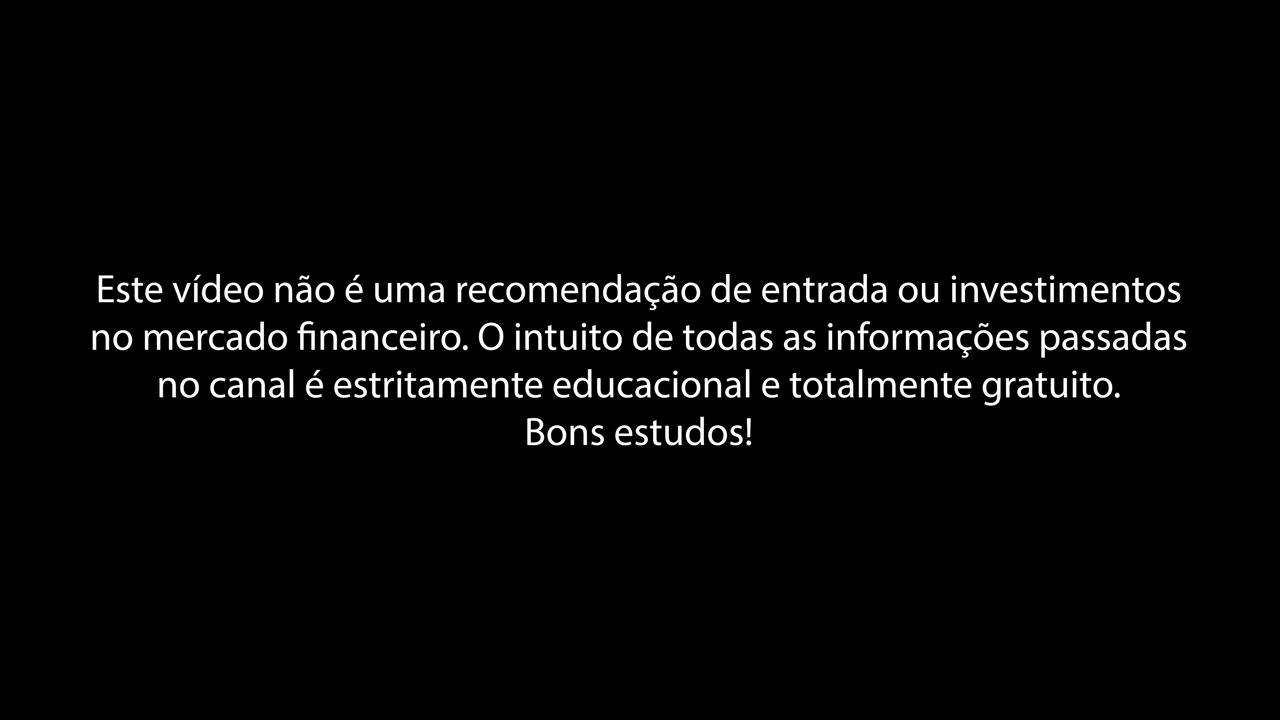 Este vídeo não é uma recomendação de entrada ou investimentos
no mercado financeiro. O intuito de todas as informações passadas
no canal é estritamente educacional e totalmente gratuito.
Bons estudos!